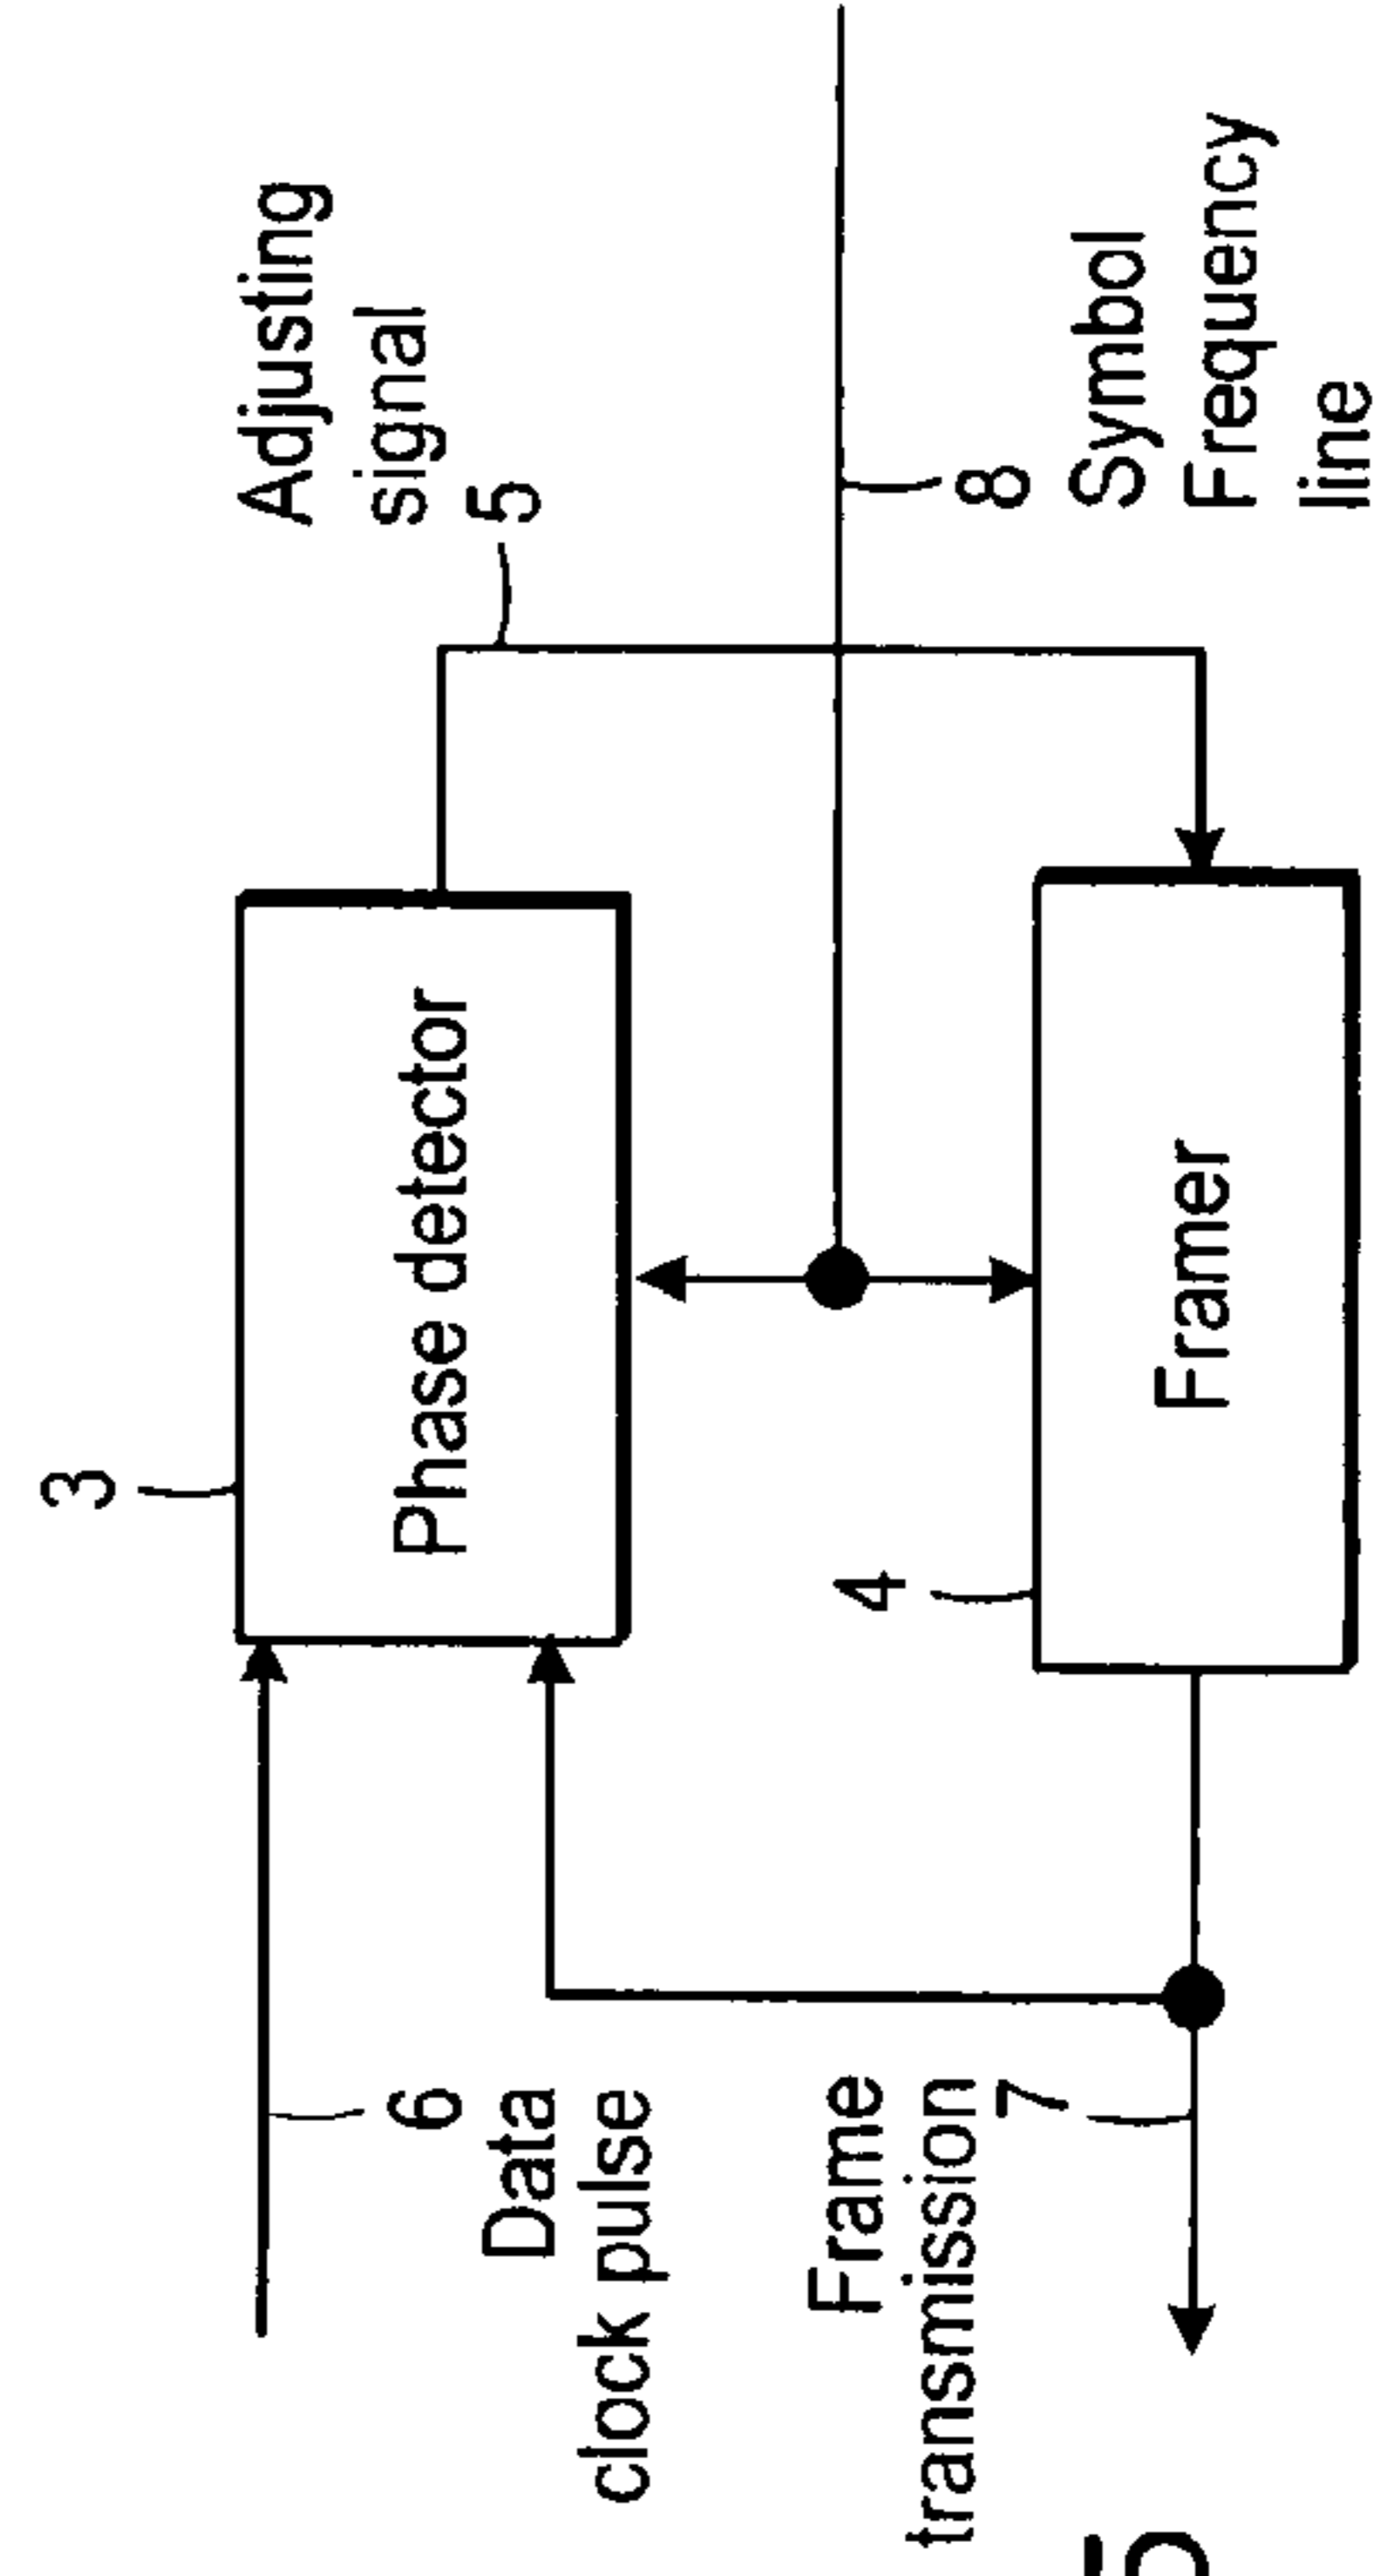 3
Phase detector
Adjusting
signal
5
6
Data
clock pulse
4
Framer
8
Symbol
Frequency
line
Frame
transmission
7
5